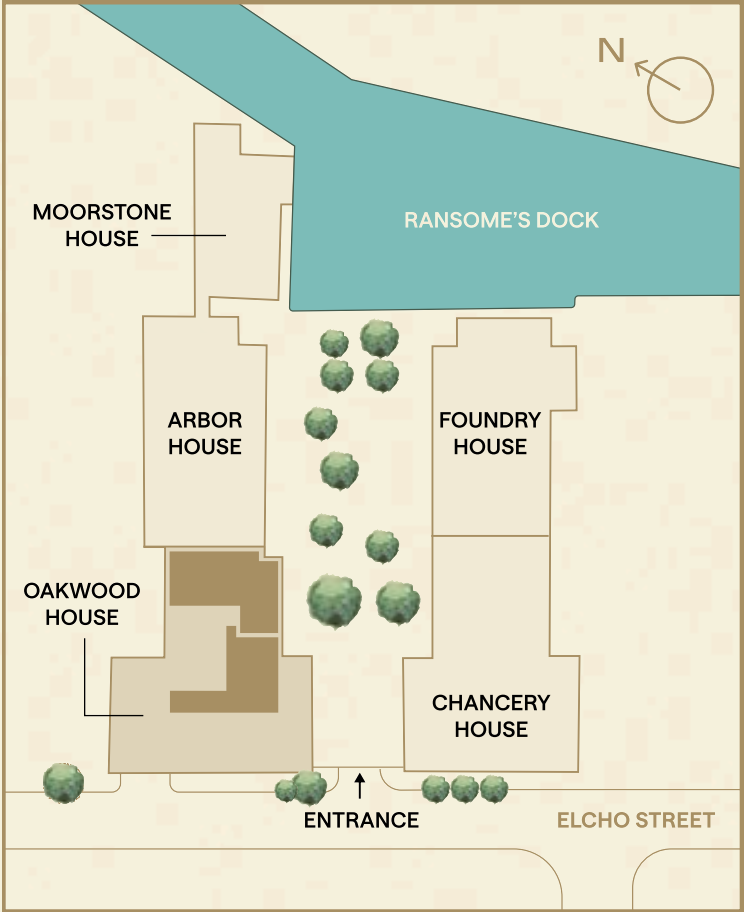 N
MOORSTONE
HOUSE
RANSOME'S DOCK
ARBOR
HOUSE
FOUNDRY
HOUSE
OAKWOOD
HOUSE
CHANCERY
HOUSE
ENTRANCE
ELCHO STREET